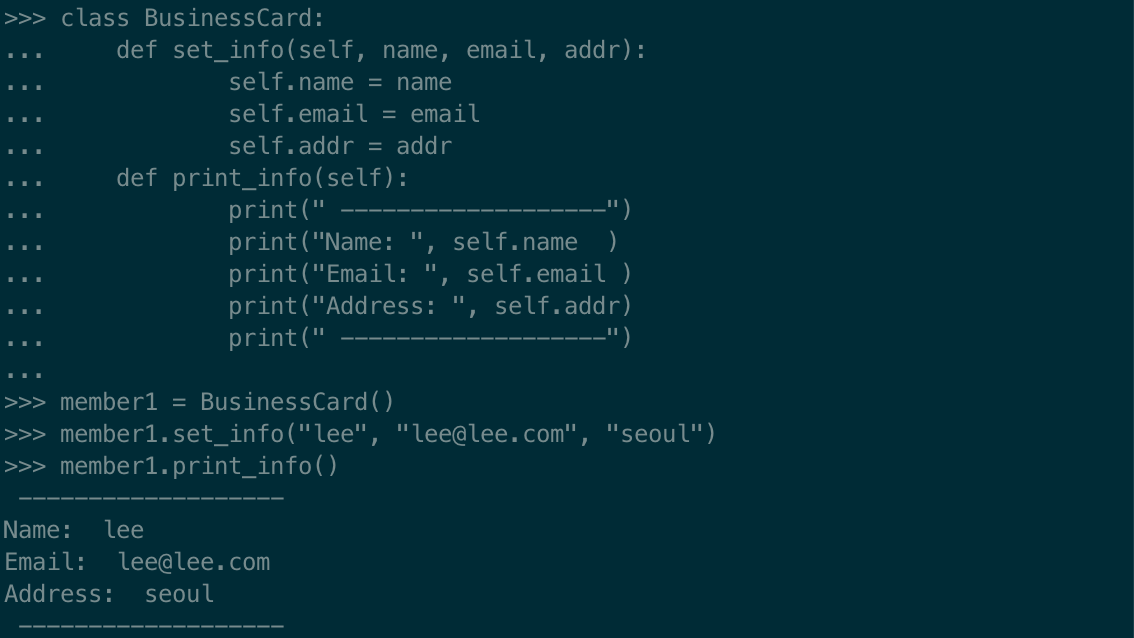 >>> class BusinessCard:
...     def set_info(self, name, email, addr):
...             self.name = name
...             self.email = email
...             self.addr = addr
...     def print_info(self):
...             print(" -------------------")
...             print("Name: ", self.name  )
...             print("Email: ", self.email )
...             print("Address: ", self.addr)
...             print(" -------------------")
...
>>> member1 = BusinessCard()
>>> member1.set_info("lee", "lee@lee.com", "seoul")
>>> member1.print_info()
 -------------------
Name:  lee
Email:  lee@lee.com
Address:  seoul
 -------------------